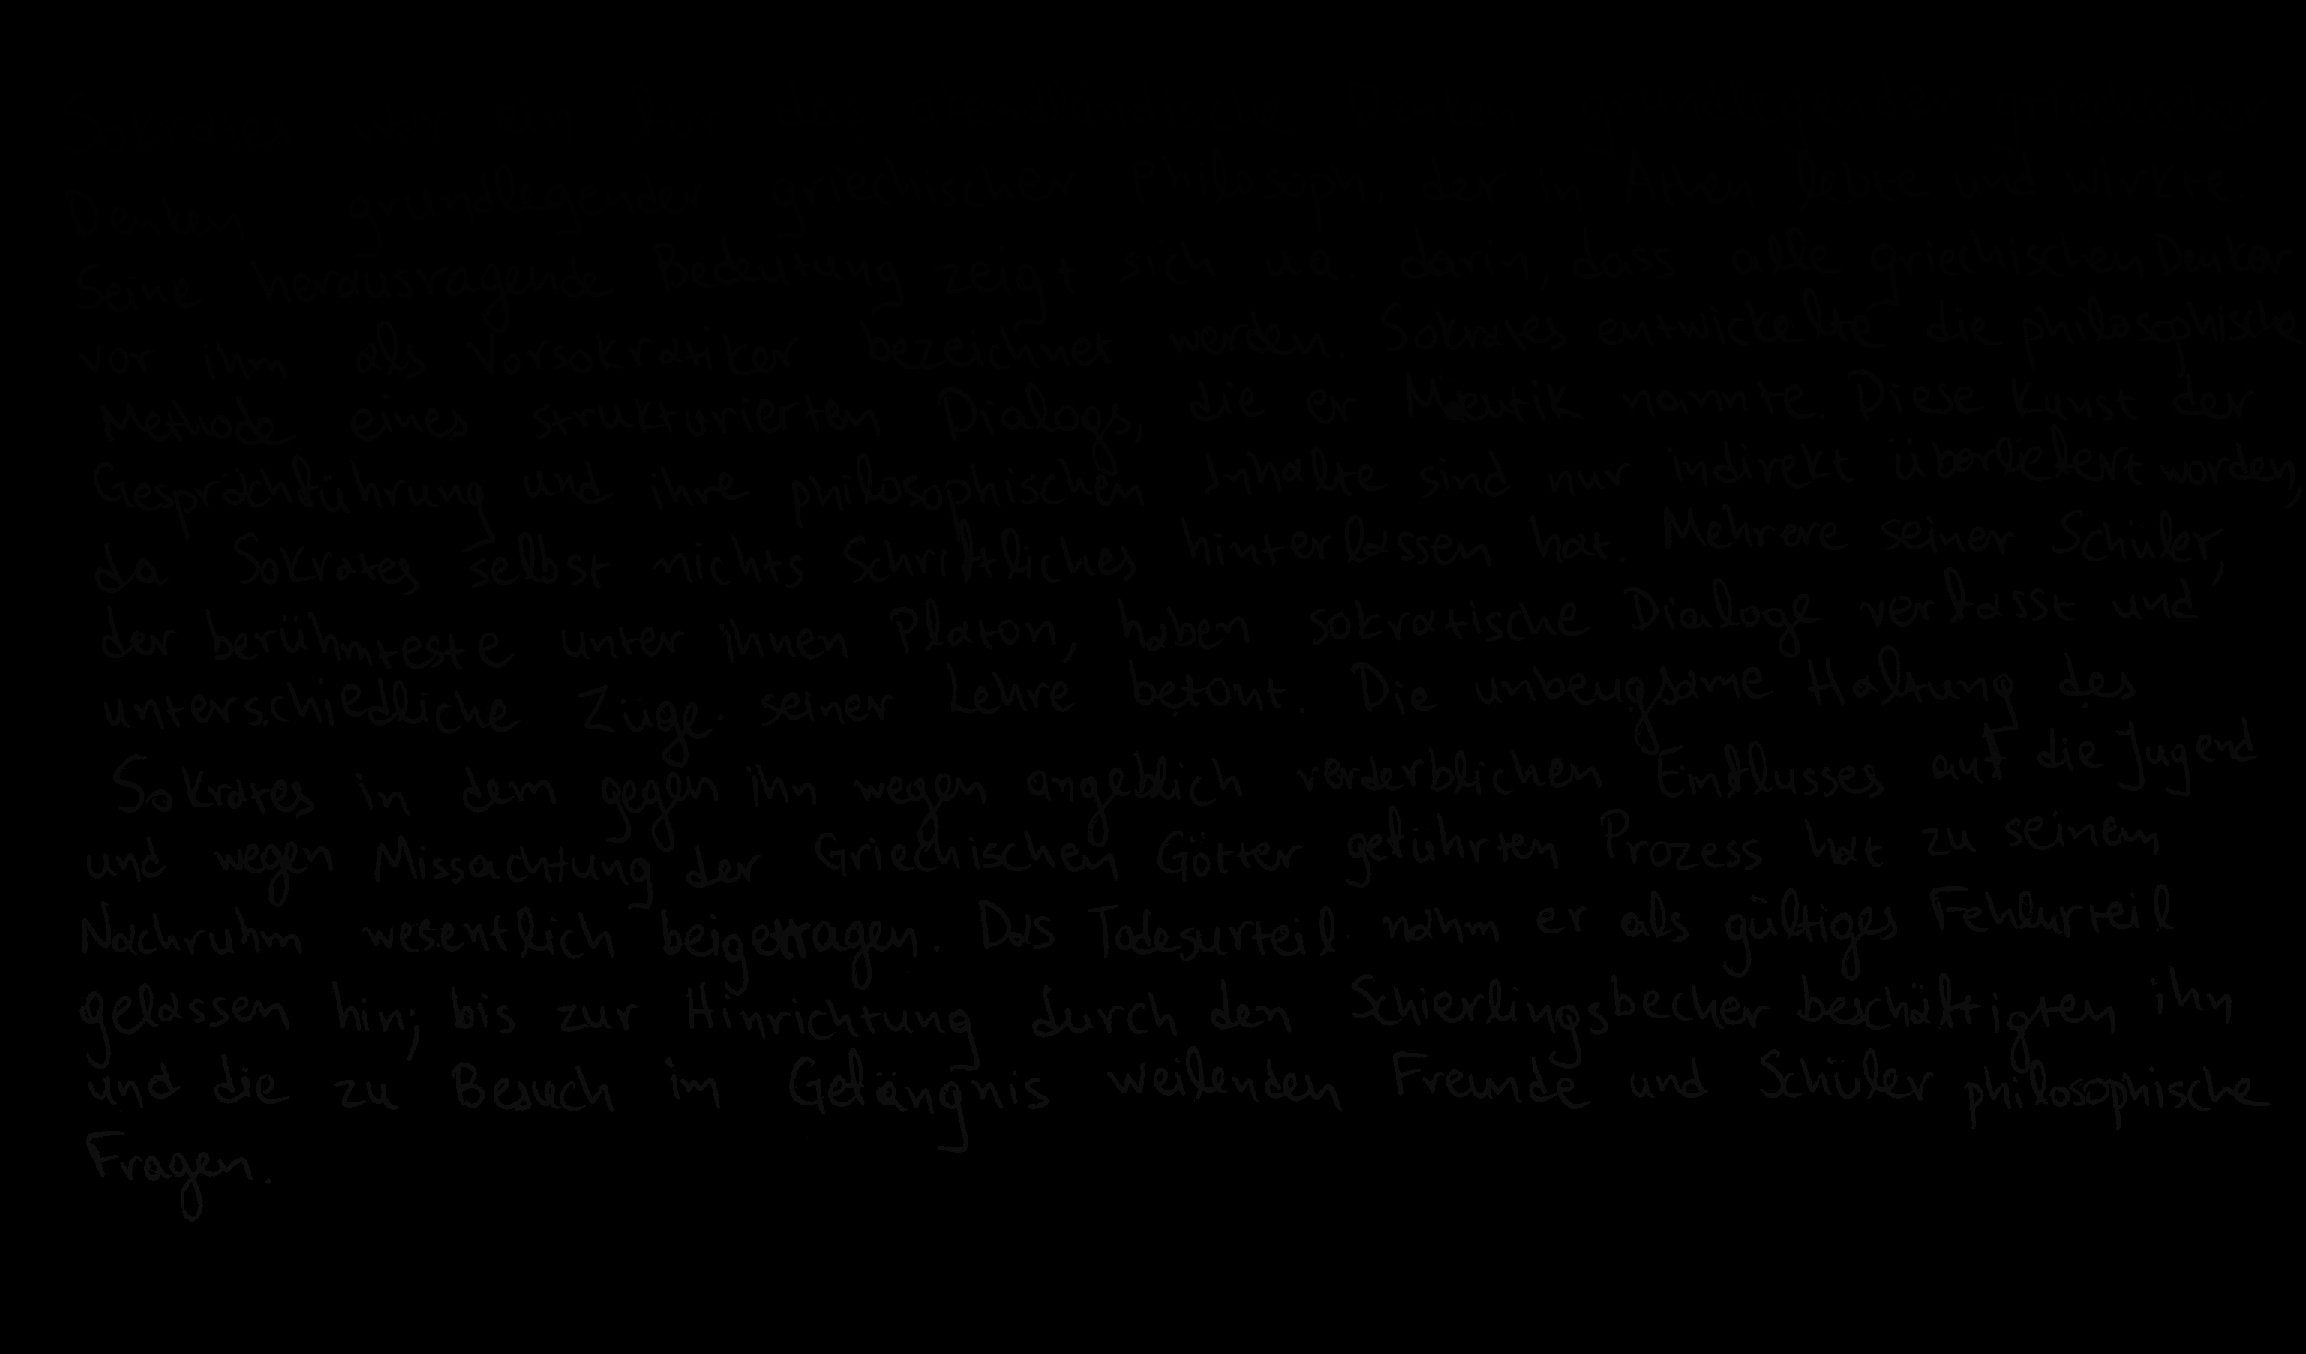 Denken grundlegender griechischer Philosoph, der in Athen lebte und wirkte.
Seine herausragende Bedeutung zeigt sich u.a. darin, dass alle griechischen Denker
vor ihm als Vorsokratiker bezeichnet werden. Sokrates entwickelte die philosophische
Methode eines strukturierten Dialogs, die er Mäeutik nannte. Diese Kunst der
Gesprächführung und ihre philosophischen Inhalte sind nur indirekt überliefert worden,
da Sokrates selbst nichts Schriftliches hinterlassen hat. Mehrere seiner Schüler,
der berühmteste unter ihnen Platon, haben sokratische Dialoge verfasst und
unterschiedliche Züge seiner Lehre betont. Die unbeugsame Haltung des
Sokrates in dem gegen ihn wegen angeblich verderblichen Einflusses auf die Jugend
und wegen Missachtung der Griechischen Götter geführten Prozess hat zu seinem
Nachruhm wesentlich beigetragen. Das Todesurteil nahm er als gültiges Fehlurteil
gelassen hin; bis zur Hinrichtung durch den Schierlingsbecher beschäftigten ihn
und die zu Besuch im Gefängnis weilenden Freunde und Schüler philosophische
Fragen.